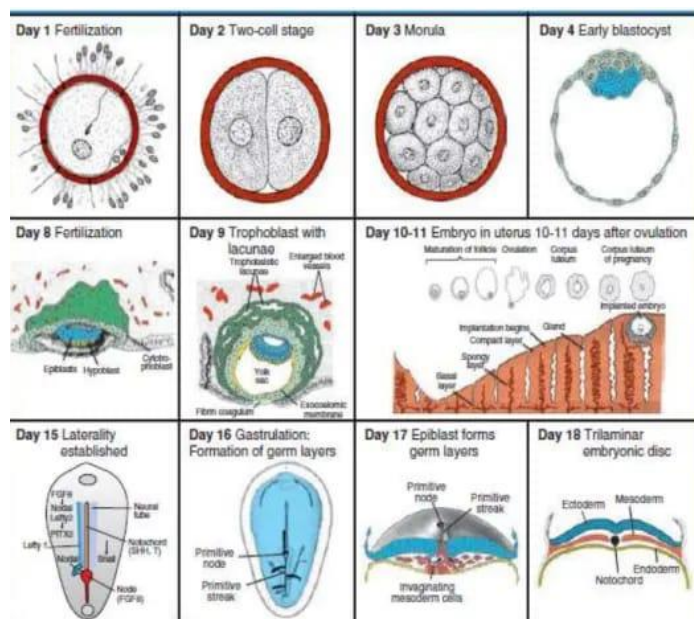 Day 1 Fertilization
Day 2 Two-cell stage
Day 3 Morula
Day 4 Early blastocyst
Day 8 Fertilization
Epiblasts
Hypoblast
Cytotro-
phoblast
Day 9 Trophoblast with
lacunae
Trophoblastic
lacunae
Enlarged blood
vessels
Yolk
sac
Exocoelomic
membrane
Fibrin coagulum
Day 10-11 Embryo in uterus 10-11 days after ovulation
Maturation of follicle
Ovulation
Corpus
luteum
Corpus luteum
of pregnancy
Implanted embryo
Implantation begins
Gland
Compact layer
Spongy
layer
Basal
layer
Day 15 Laterality
established
FGF8
Nodal
Lefty2
PITX2
Lefty 1
Nodal
Snail
Neural
tube
Notochord
(SHH, T)
Node
(FGF8)
Day 16 Gastrulation:
Formation of germ layers
Primitive
node
Primitive
streak
Day 17 Epiblast forms
germ layers
Primitive
node
Primitive
streak
Invaginating
mesoderm cells
Day 18 Trilaminar
embryonic disc
Ectoderm
Mesoderm
Endoderm
Notochord